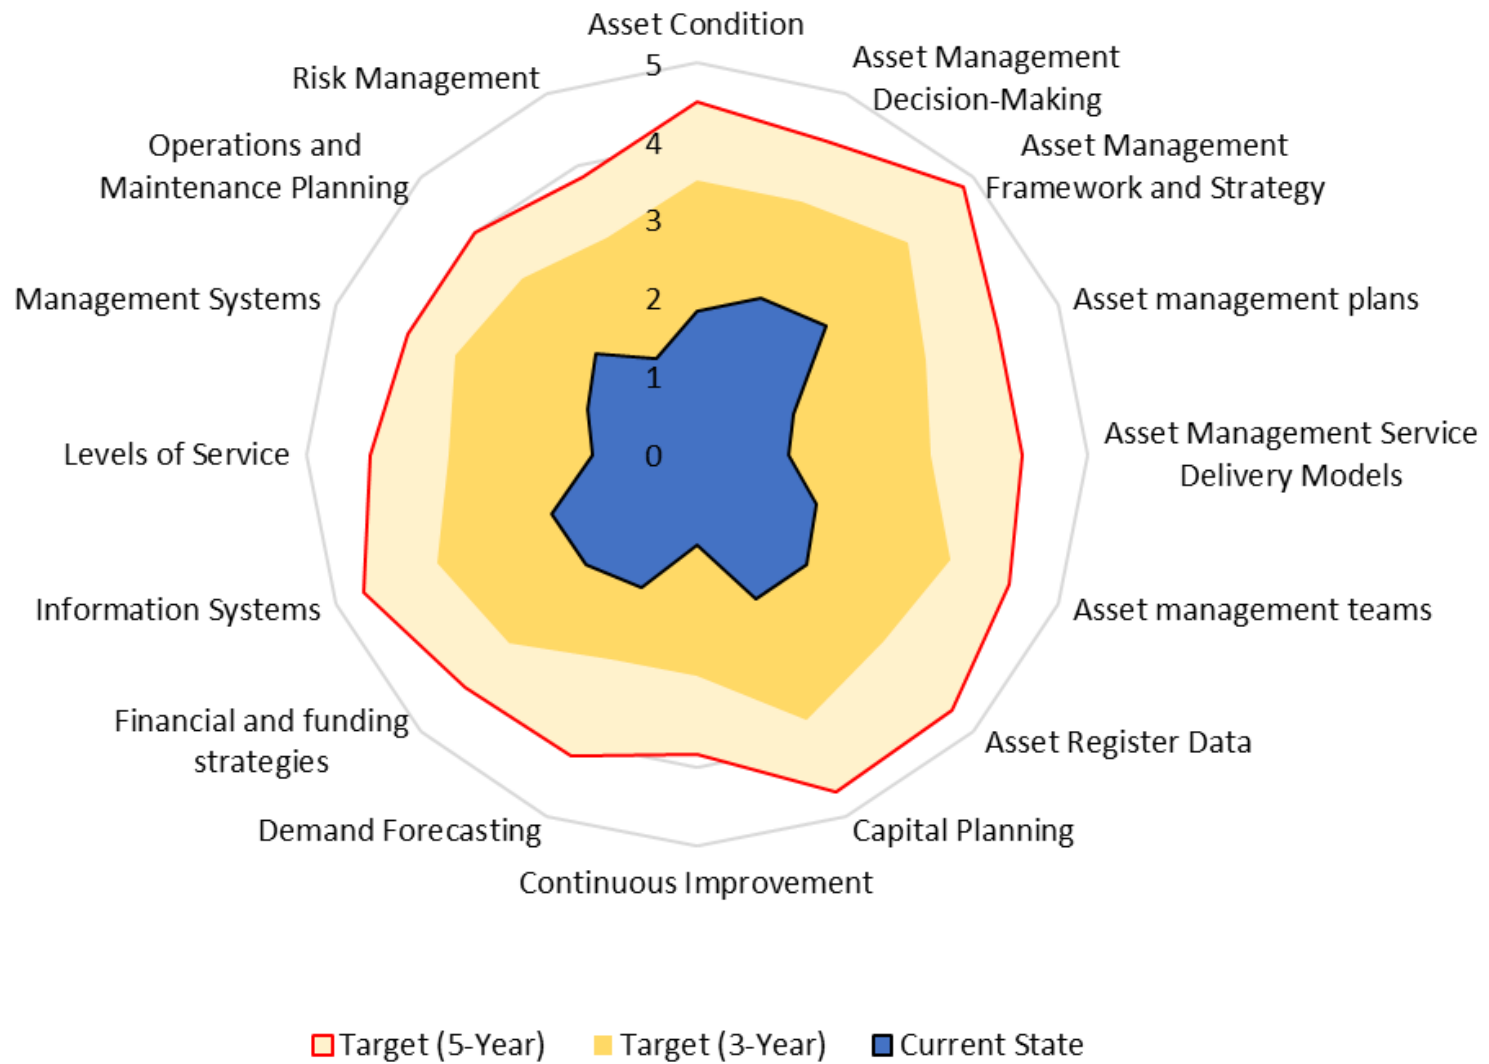 Asset Condition
Asset Management
Decision-Making
Asset Management
Framework and Strategy
Asset management plans
Asset Management Service
Delivery Models
Asset management teams
Asset Register Data
Capital Planning
Continuous Improvement
Demand Forecasting
Financial and funding
strategies
Information Systems
Levels of Service
Management Systems
Operations and
Maintenance Planning
Risk Management
5
4
3
2
1
0
Target (5-Year)
Target (3-Year)
Current State